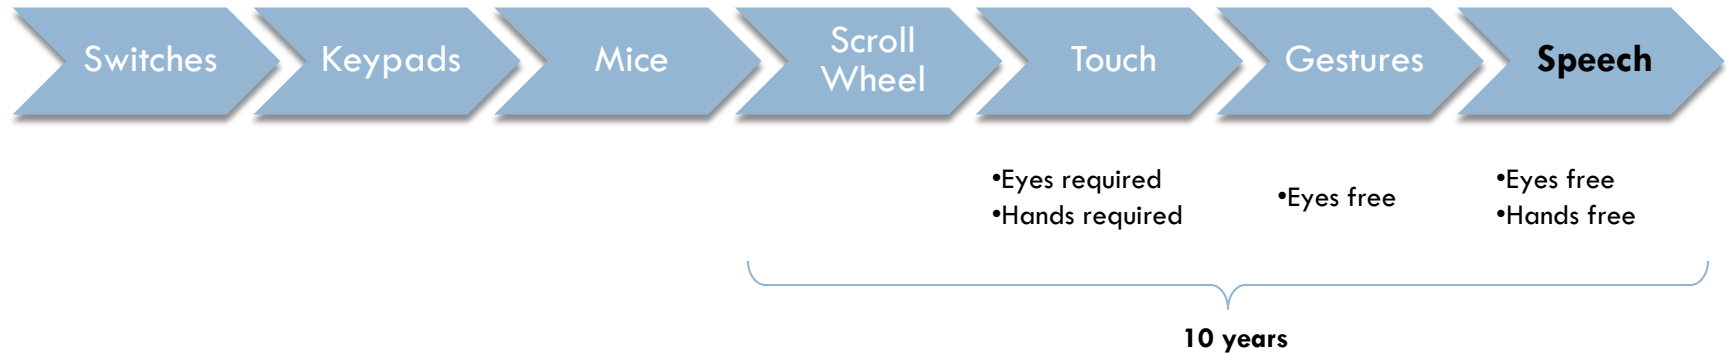 Switches
Keypads
Mice
Scroll
Wheel
Touch
Gestures
Speech
•Eyes required
•Hands required
•Eyes free
•Eyes free
•Hands free
10 years